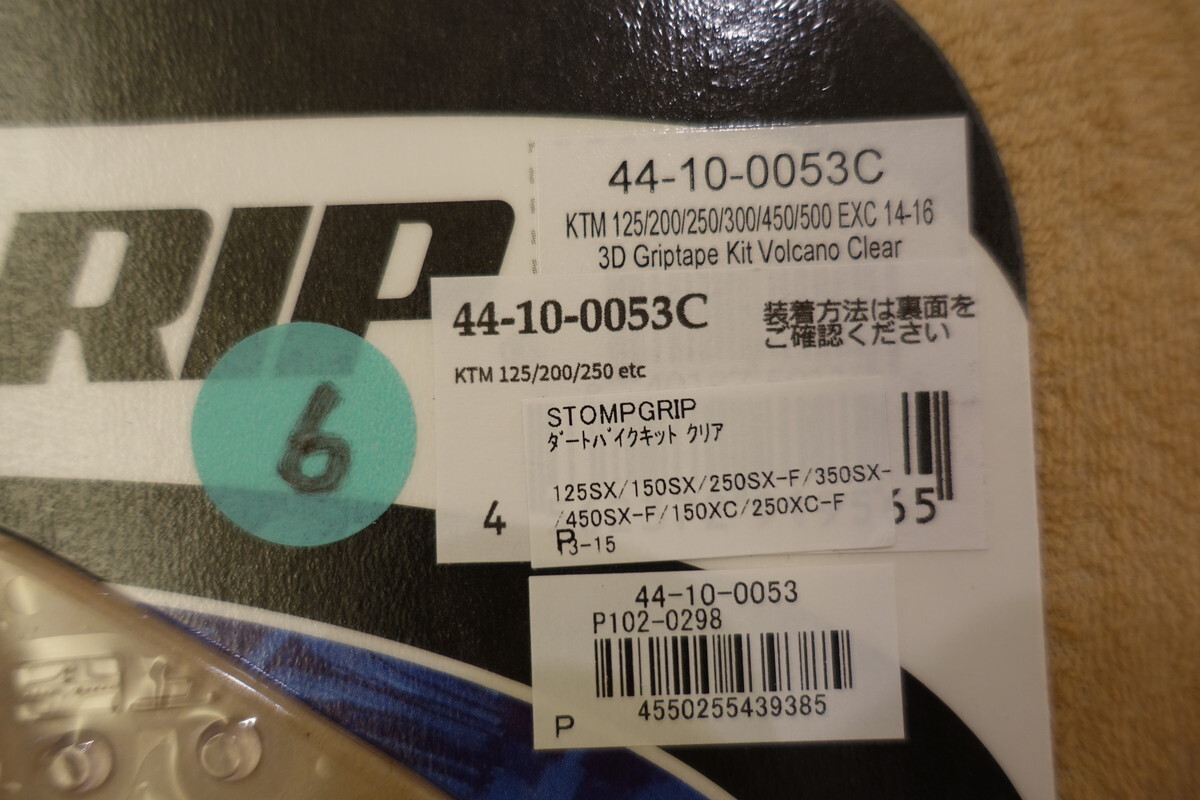 44-10-0053C
KTM 125/200/250/300/450/500 EXC 14-16
3D Griptape Kit Volcano Clear
RIP
44-10-0053C
装着方法は裏面を
ご確認ください
KTM 125/200/250 etc
6
STOMPGRIP
ﾀﾞｰﾄﾊﾞｲｸｷｯﾄ ｸﾘｱ
125SX/150SX/250SX-F/350SX-
/450SX-F/150XC/250XC-F
P3-15
4
65
44-10-0053
P102-0298
4550255439385
P